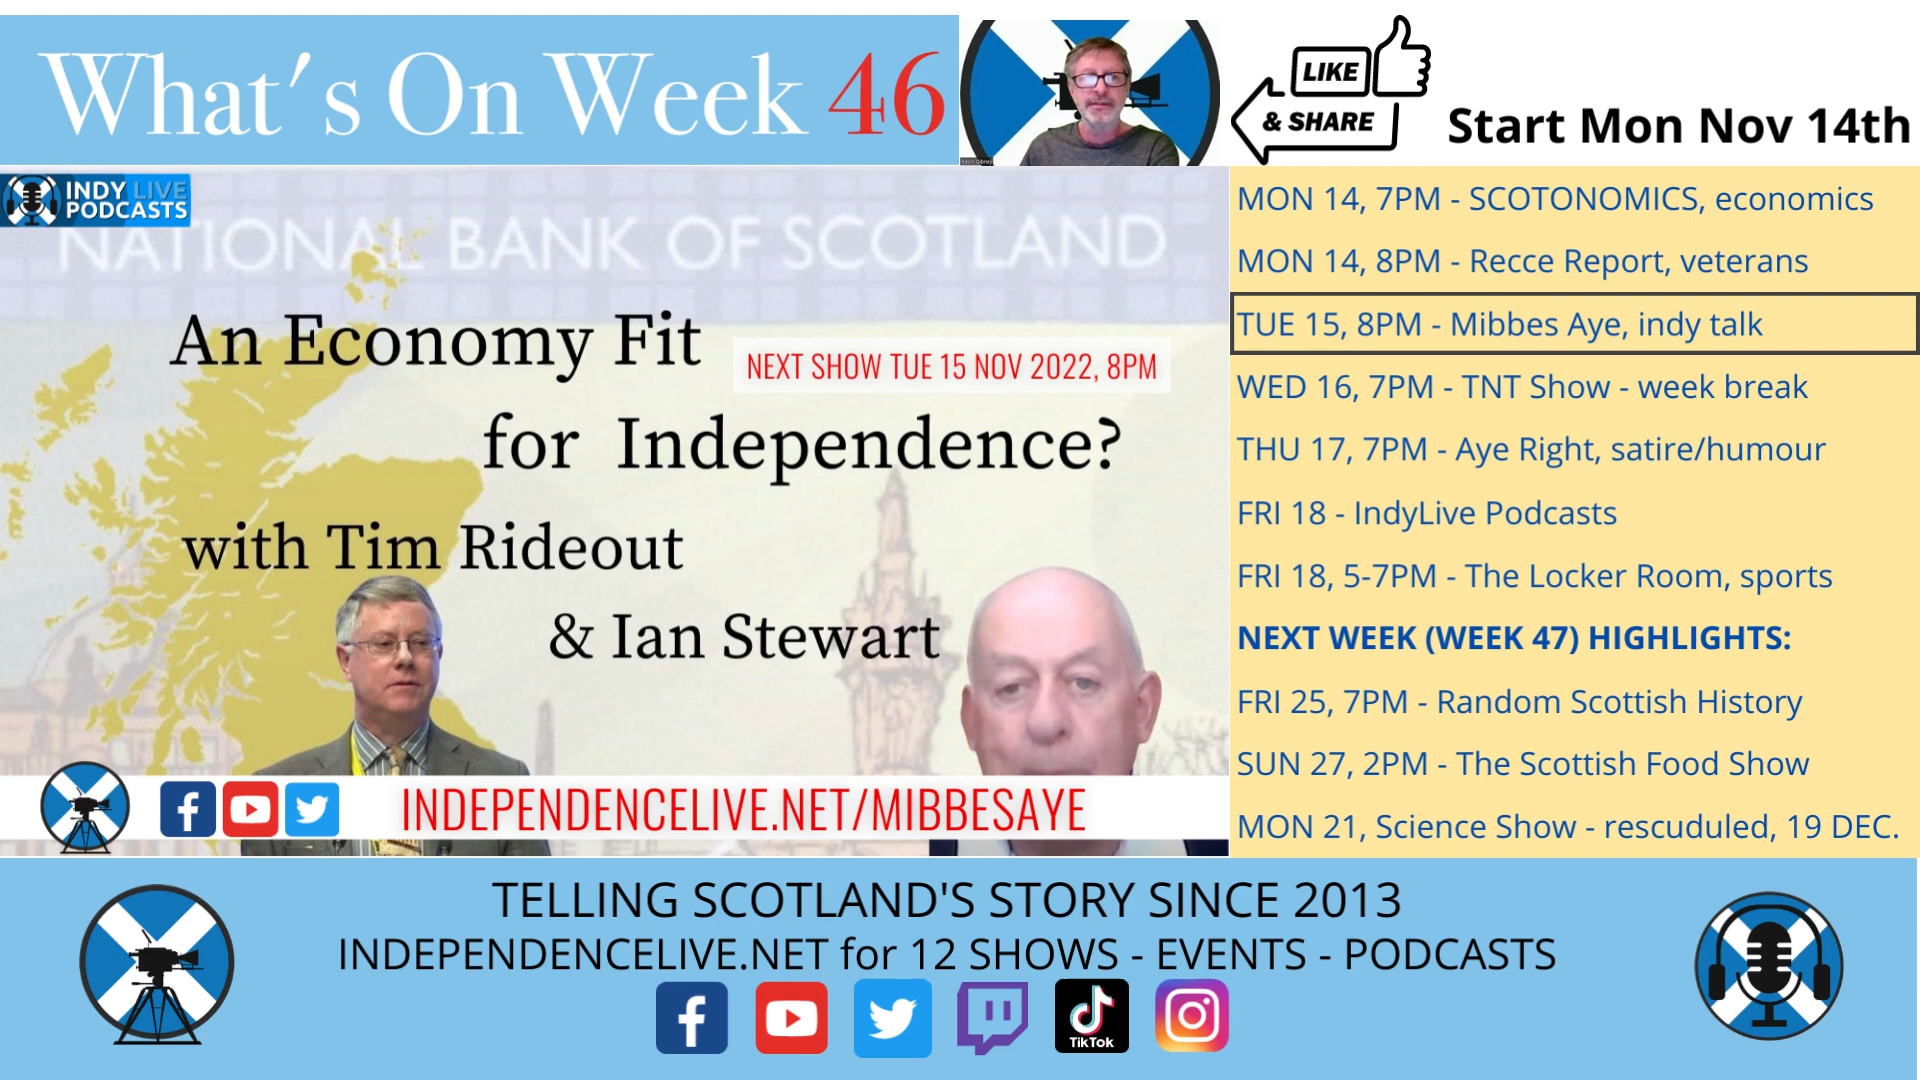 What's On Week 46
LIKE
& SHARE
Start Mon Nov 14th
INDY LIVE
PODCASTS
NATIONAL BANK OF SCOTLAND
An Economy Fit
NEXT SHOW TUE 15 NOV 2022, 8PM
for Independence?
with Tim Rideout
& Ian Stewart
INDEPENDENCELIVE.NET/MIBBESAYE
MON 14, 7PM - SCOTONOMICS, economics
MON 14, 8PM - Recce Report, veterans
TUE 15, 8PM - Mibbes Aye, indy talk
WED 16, 7PM - TNT Show - week break
THU 17, 7PM - Aye Right, satire/humour
FRI 18 - IndyLive Podcasts
FRI 18, 5-7PM - The Locker Room, sports
NEXT WEEK (WEEK 47) HIGHLIGHTS:
FRI 25, 7PM - Random Scottish History
SUN 27, 2PM - The Scottish Food Show
MON 21, Science Show - rescuduled, 19 DEC.
TELLING SCOTLAND'S STORY SINCE 2013
INDEPENDENCELIVE.NET for 12 SHOWS - EVENTS - PODCASTS
TikTok